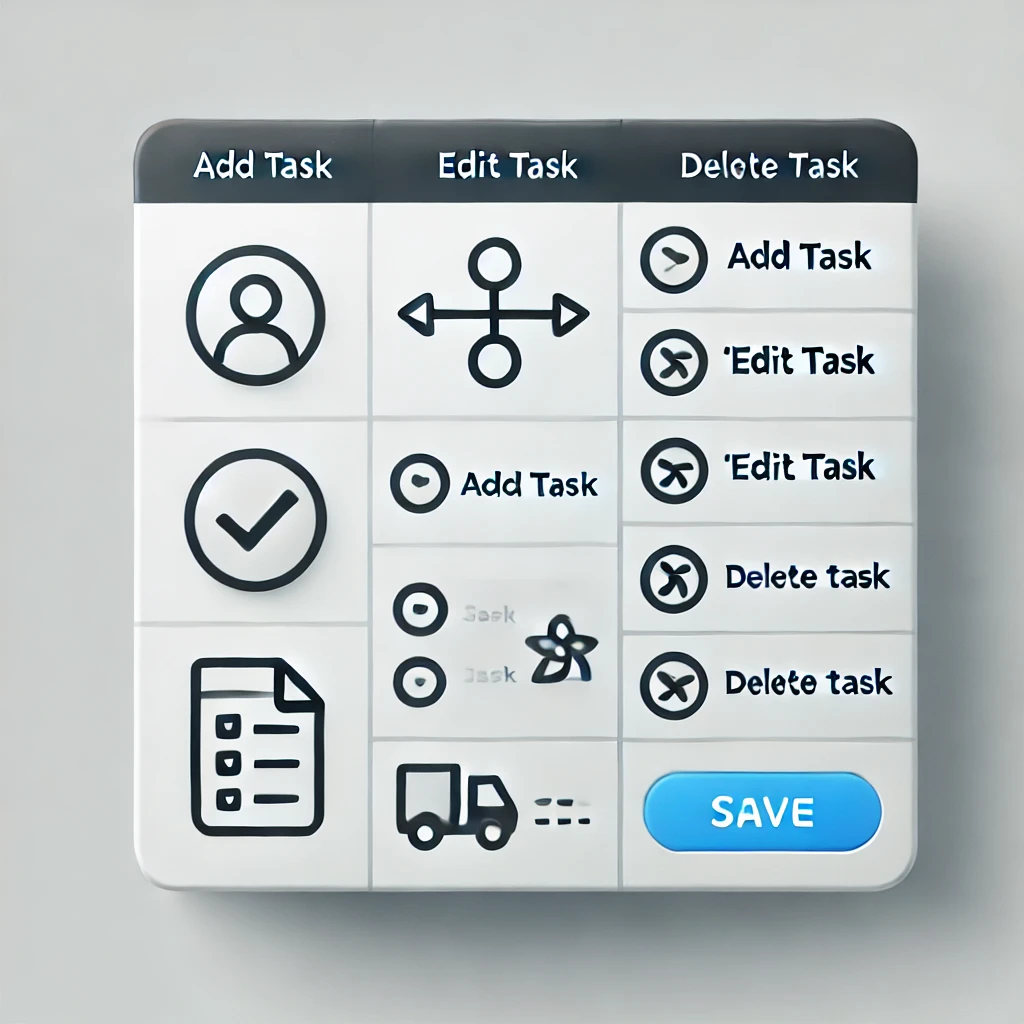 Add Task
Edit Task
Delete Task
Add Task
'Edit Task
Add Task
'Edit Task
Delete task
Delete task
SAVE